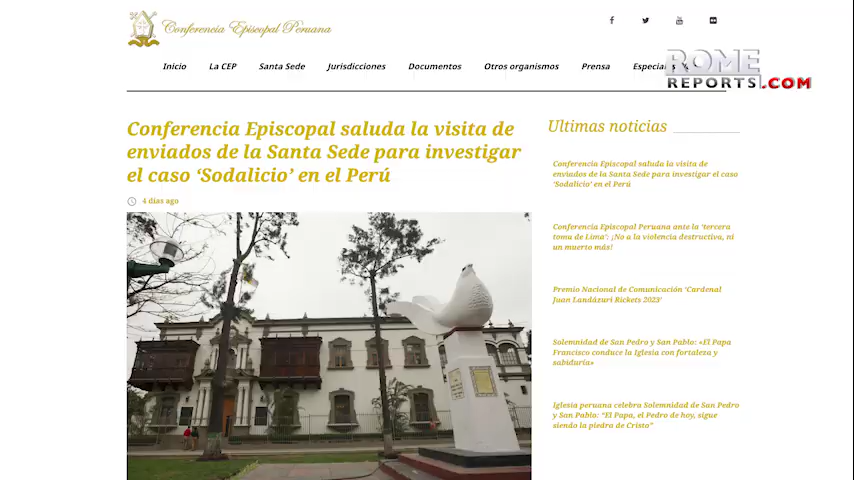 Conferencia Episcopal Peruana
Inicio La CEP Santa Sede Jurisdicciones Documentos Otros organismos Prensa
ROME
REPORTS.COM
Conferencia Episcopal saluda la visita de
enviados de la Santa Sede para investigar
el caso ‘Sodalicio’ en el Perú
4 días ago
Ultimas noticias
Conferencia Episcopal saluda la visita de
enviados de la Santa Sede para investigar el caso
‘Sodalicio’ en el Perú
Conferencia Episcopal Peruana ante la ‘tercera
toma de Lima’: ¡No a la violencia destructiva, ni
un muerto más!
Premio Nacional de Comunicación ‘Cardenal
Juan Landázuri Rickets 2023’
Solemnidad de San Pedro y San Pablo: «El Papa
Francisco conduce la Iglesia con fortaleza y
sabiduría»
Iglesia peruana celebra Solemnidad de San Pedro
y San Pablo: “El Papa, el Pedro de hoy, sigue
siendo la piedra de Cristo”